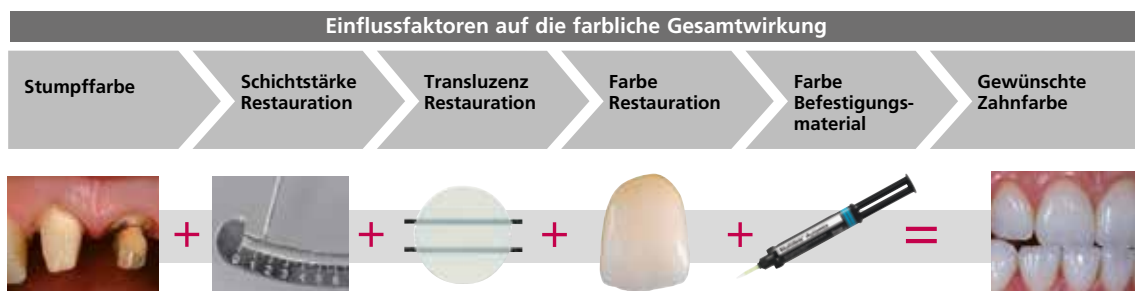 Einflussfaktoren auf die farbliche Gesamtwirkung
Stumpffarbe
Schichtstärke
Restauration
Transluzenz
Restauration
Farbe
Restauration
Farbe
Befestigungs-
material
Gewünschte
Zahnfarbe
+ + + + =